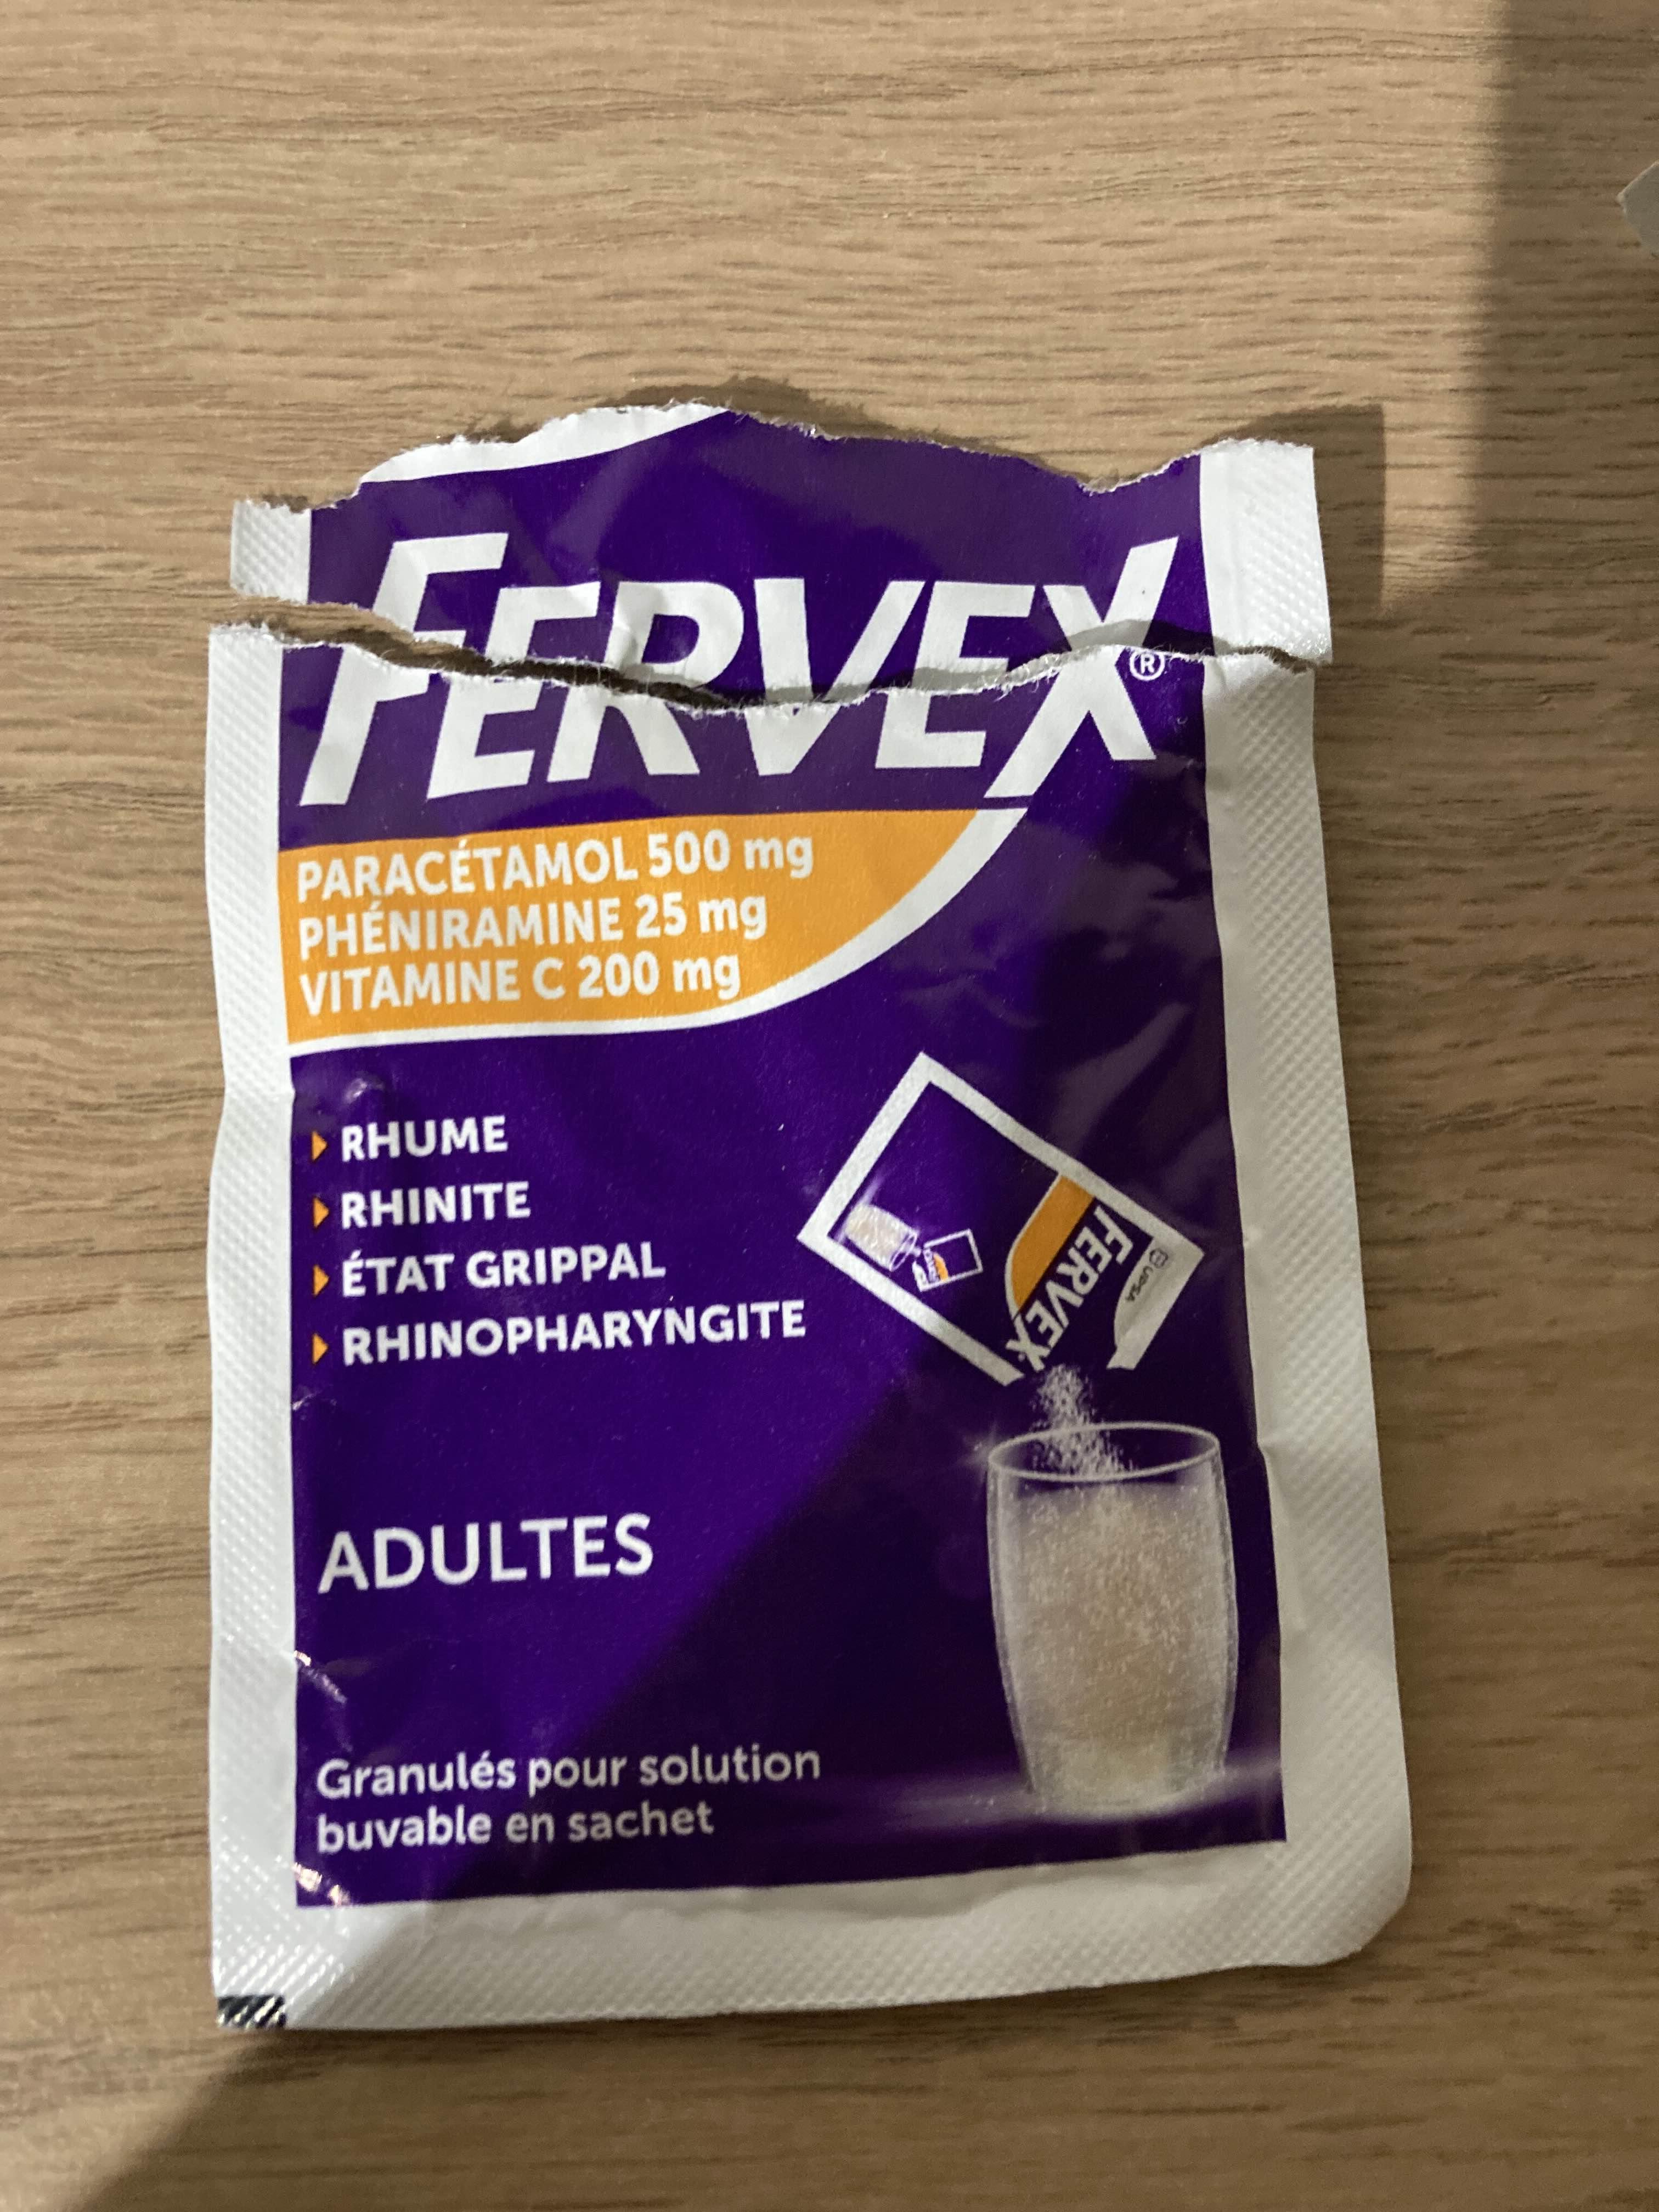 FERVEX®
PARACÉTAMOL 500 mg
PHÉNIRAMINE 25 mg
VITAMINE C 200 mg
RHUME
RHINITE
ÉTAT GRIPPAL
RHINOPHARYNGITE
FERVEX
UPSA
ADULTES
Granulés pour solution
buvable en sachet